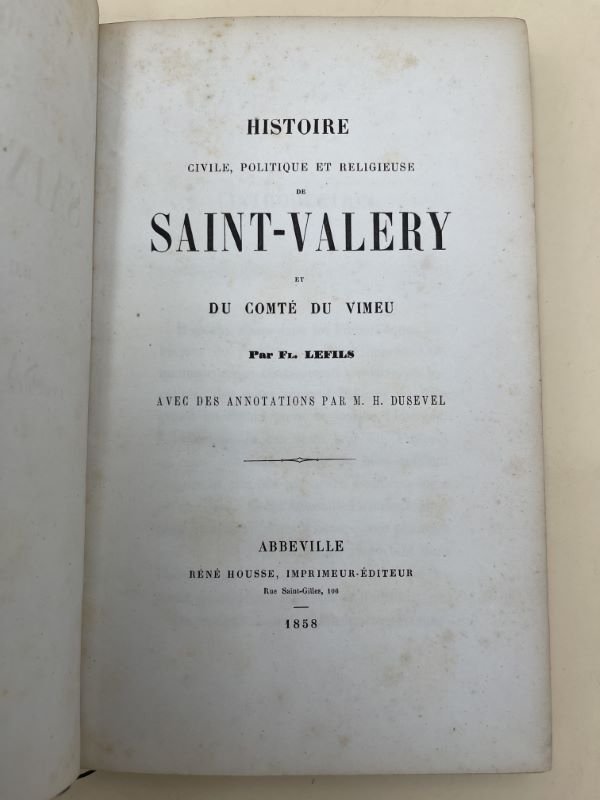 HISTOIRE
CIVILE, POLITIQUE ET RELIGIEUSE
DE
SAINT-VALERY
ET
DU COMTÉ DU VIMEU
Par Fl. LEFILS
AVEC DES ANNOTATIONS PAR M. H. DUSEVEL
ABBEVILLE
RÉNÉ HOUSSE, IMPRIMEUR-ÉDITEUR
Rue Saint-Gilles, 106
1858